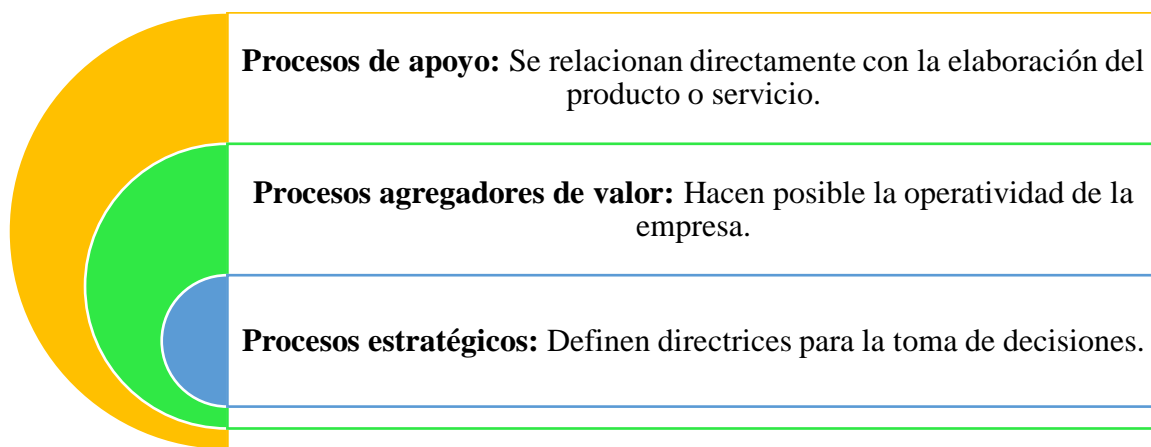 Procesos de apoyo: Se relacionan directamente con la elaboración del
producto o servicio.
Procesos agregadores de valor: Hacen posible la operatividad de la
empresa.
Procesos estratégicos: Definen directrices para la toma de decisiones.